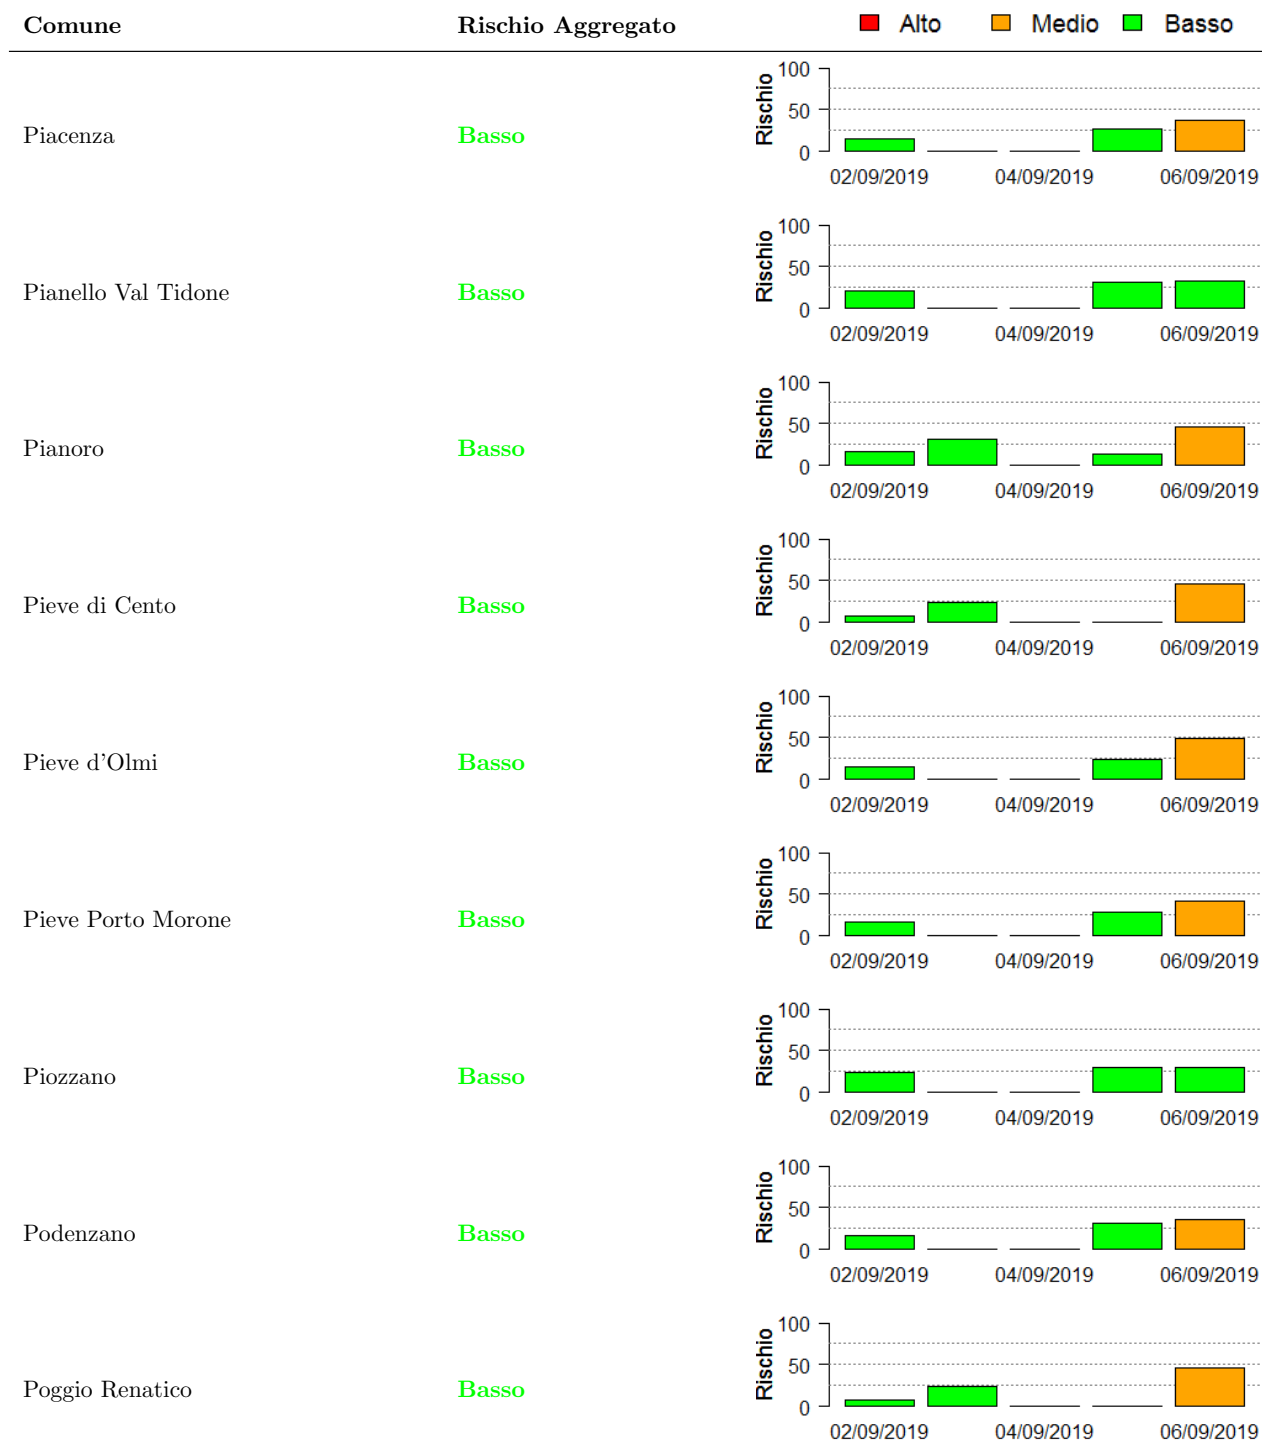 Comune Rischio Aggregato Alto Medio Basso
Piacenza Basso Rischio 100 50 0
02/09/2019 04/09/2019 06/09/2019
Pianello Val Tidone Basso Rischio 100 50 0
02/09/2019 04/09/2019 06/09/2019
Pianoro Basso Rischio 100 50 0
02/09/2019 04/09/2019 06/09/2019
Pieve di Cento Basso Rischio 100 50 0
02/09/2019 04/09/2019 06/09/2019
Pieve d'Olmi Basso Rischio 100 50 0
02/09/2019 04/09/2019 06/09/2019
Pieve Porto Morone Basso Rischio 100 50 0
02/09/2019 04/09/2019 06/09/2019
Piozzano Basso Rischio 100 50 0
02/09/2019 04/09/2019 06/09/2019
Podenzano Basso Rischio 100 50 0
02/09/2019 04/09/2019 06/09/2019
Poggio Renatico Basso Rischio 100 50 0
02/09/2019 04/09/2019 06/09/2019